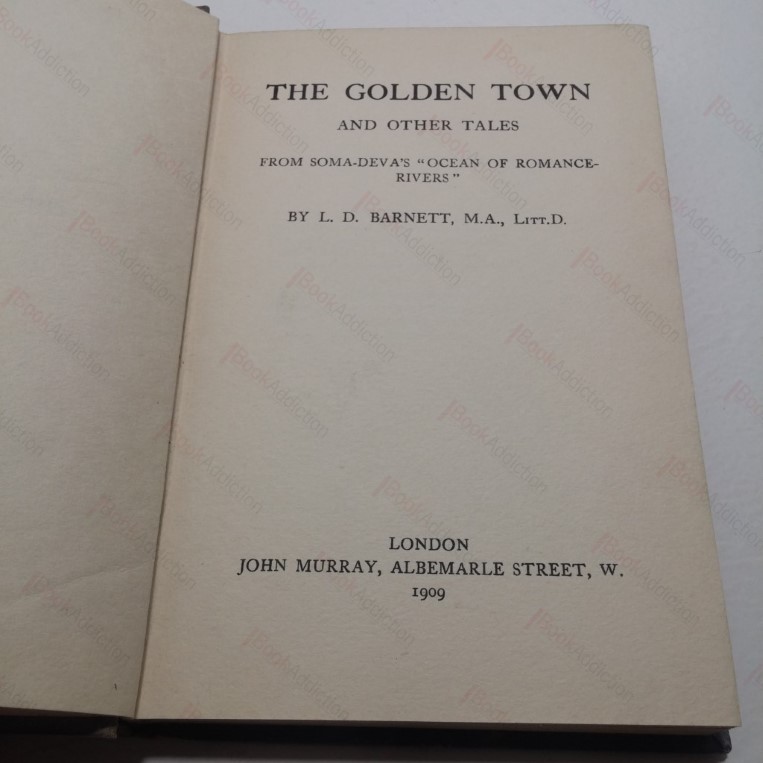 THE GOLDEN TOWN
AND OTHER TALES
FROM SOMA-DEVA'S "OCEAN OF ROMANCE-
RIVERS"
BY L. D. BARNETT, M.A., LITT.D.
LONDON
JOHN MURRAY, ALBEMARLE STREET, W.
1909